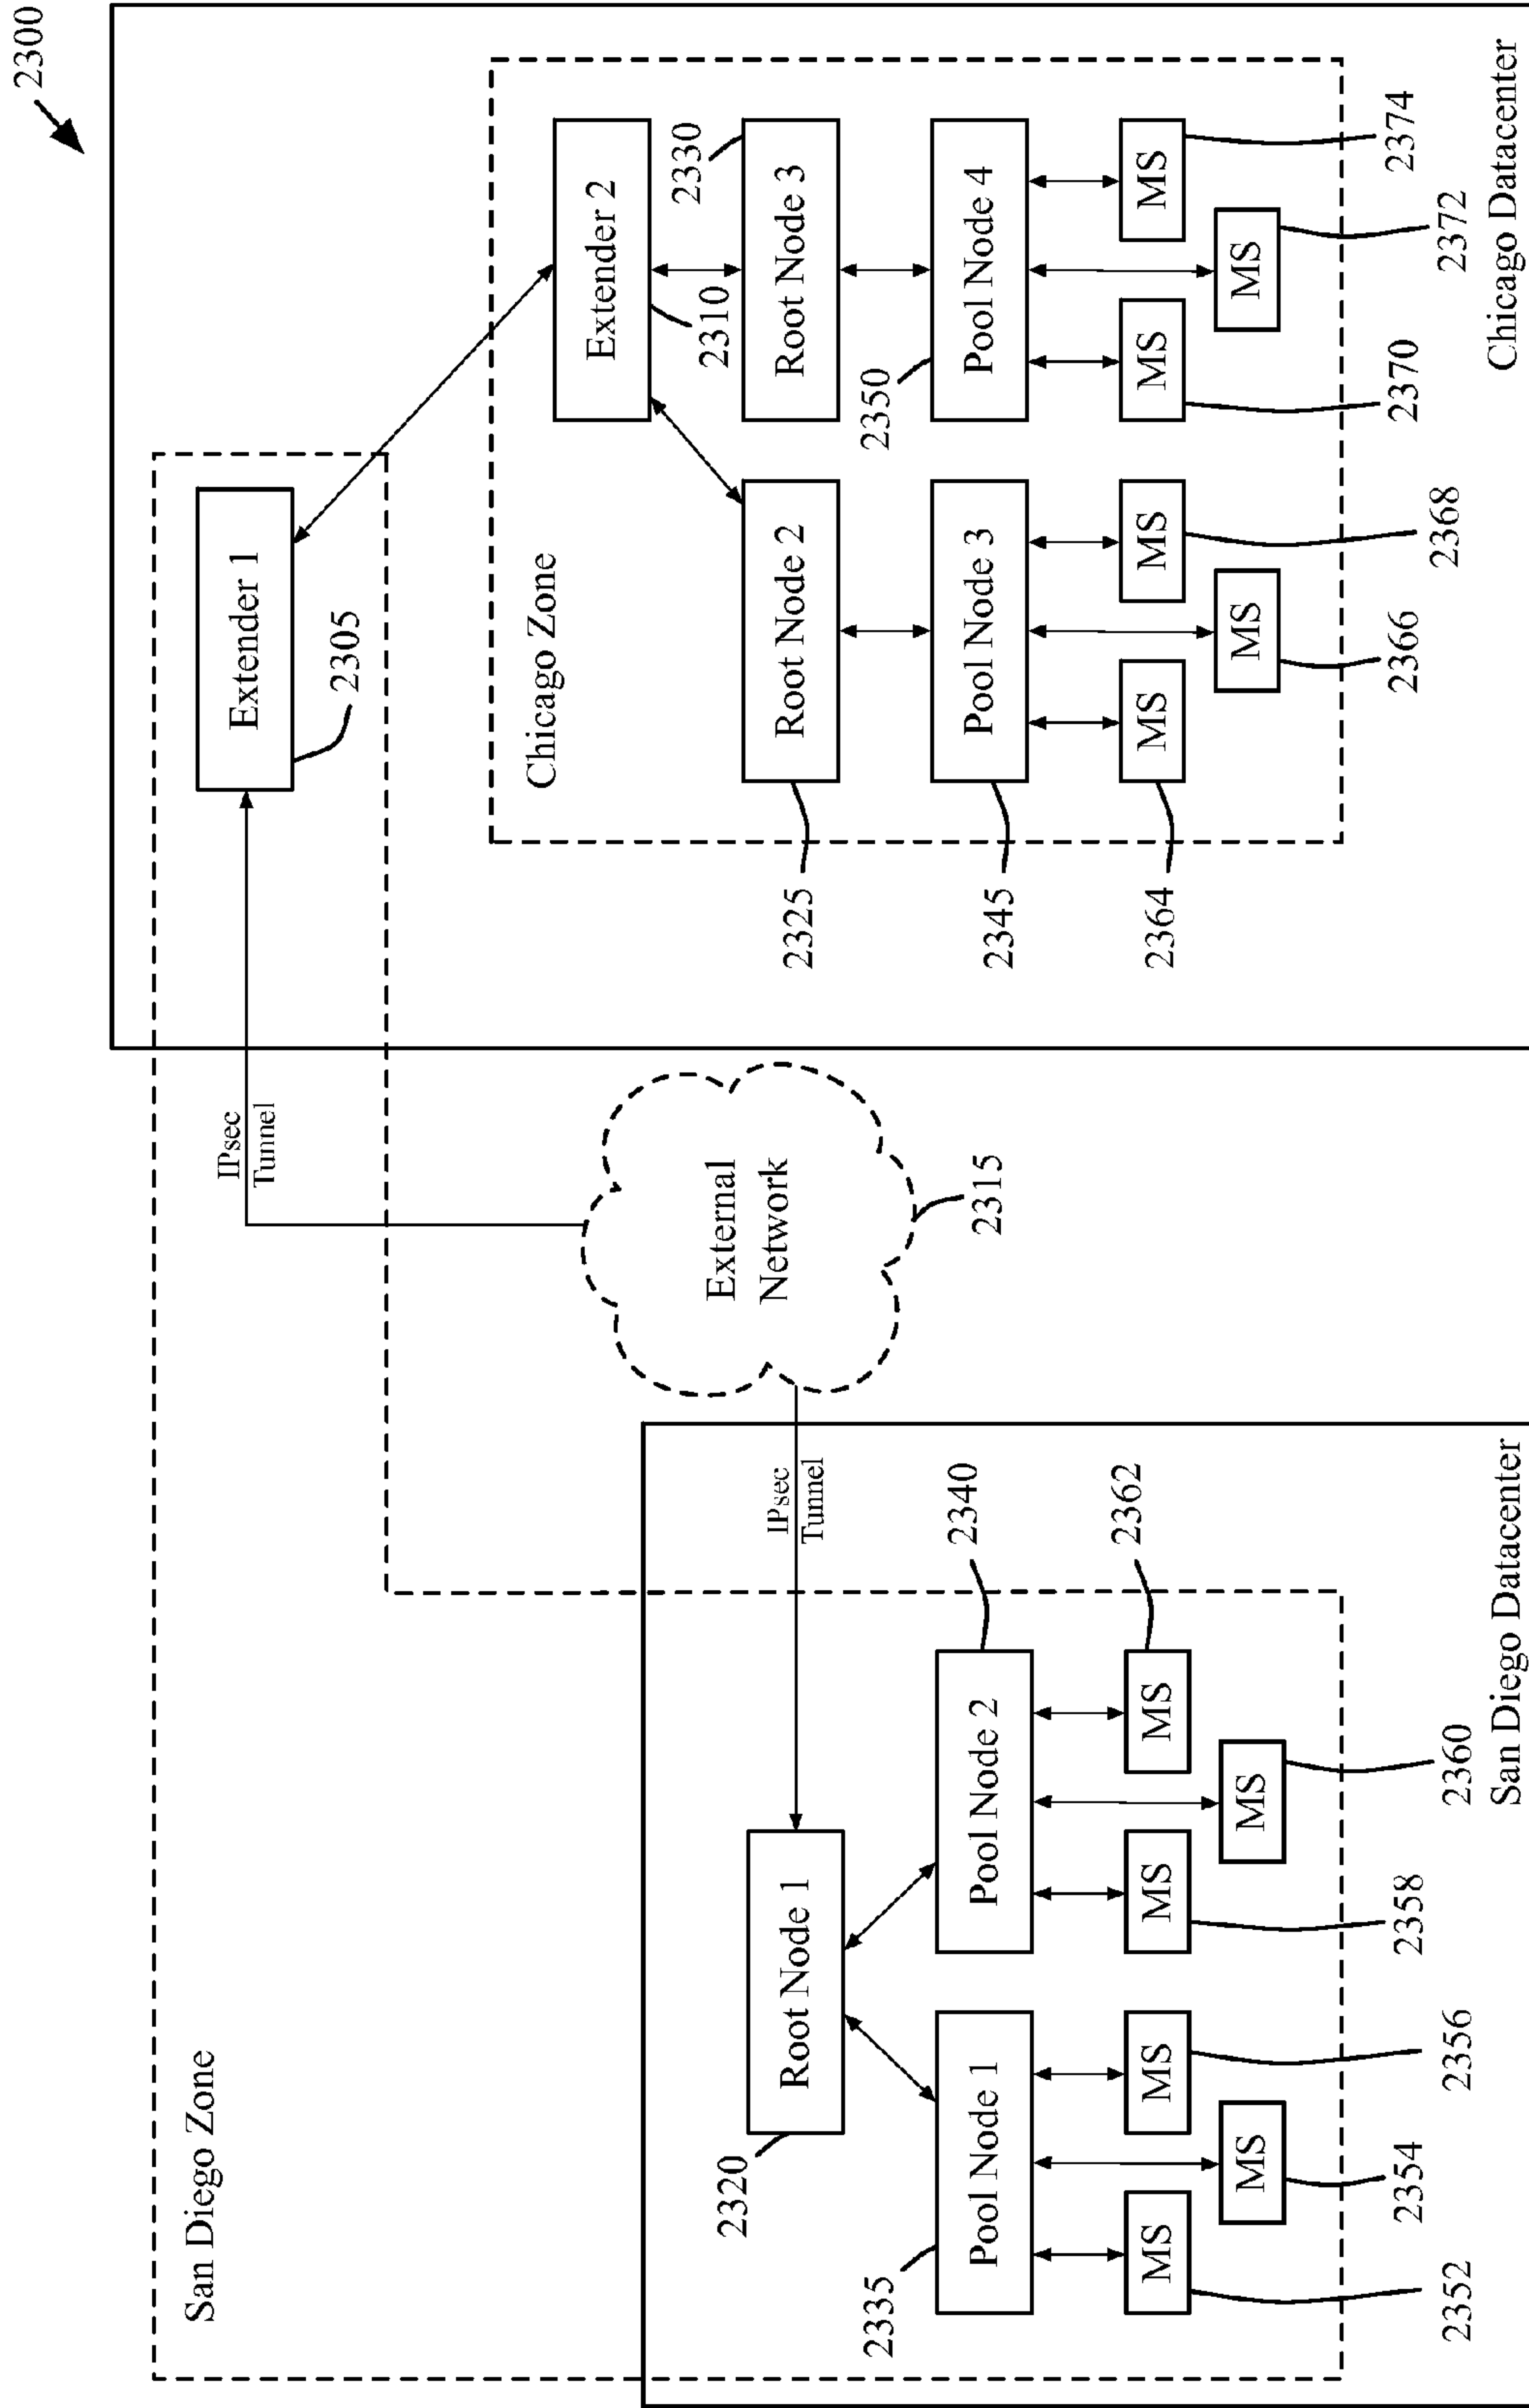 2300
San Diego Zone
Extender 1
2305
IPsec
Tunnel
Chicago Zone
Extender 2
2310
External
Network
2315
IPsec
Tunnel
Root Node 1
2320
Root Node 2
2325
Root Node 3
2330
Pool Node 1
2335
Pool Node 2
2340
Pool Node 3
2345
Pool Node 4
2350
MS
MS
MS
MS
MS
MS
MS
MS
MS
MS
MS
MS
2352
2354
2356
2358
2360
2362
2364
2366
2368
2370
2372
2374
San Diego Datacenter
Chicago Datacenter